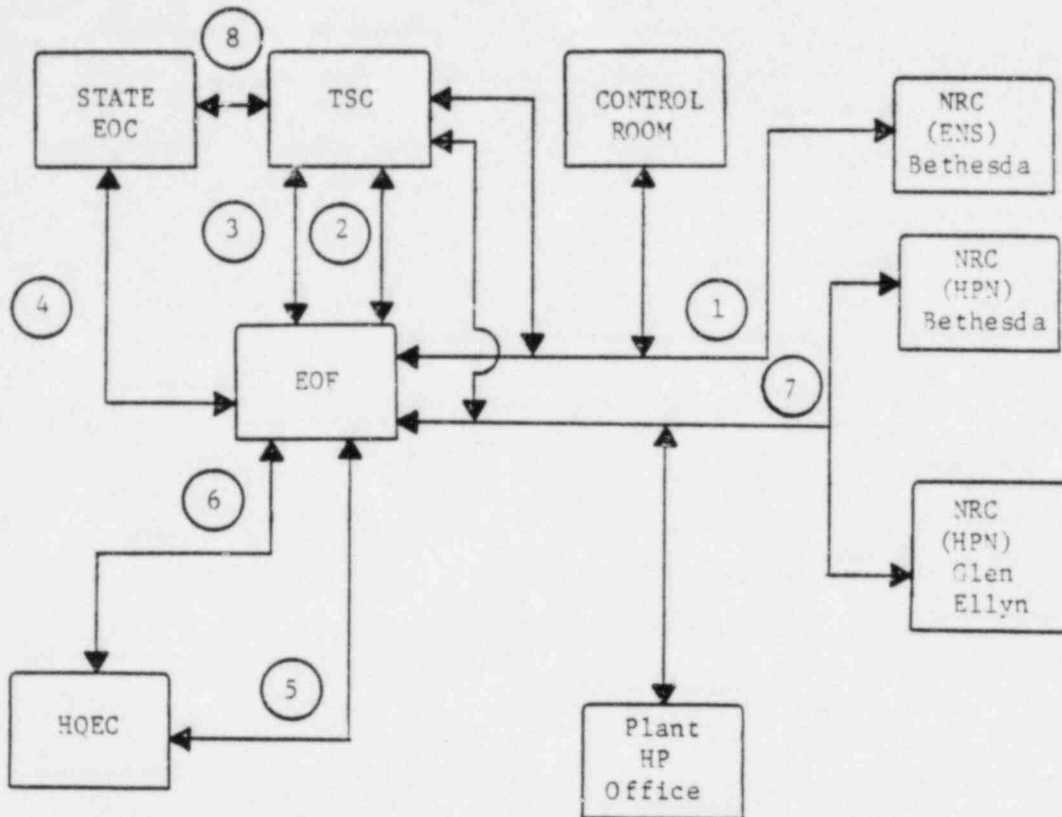 8
STATE
EOC
TSC
CONTROL
ROOM
NRC
(ENS)
Bethesda
3
2
4
1
NRC
(HPN)
Bethesda
EOF
7
6
NRC
(HPN)
Glen
Ellyn
5
HQEC
Plant
HP
Office